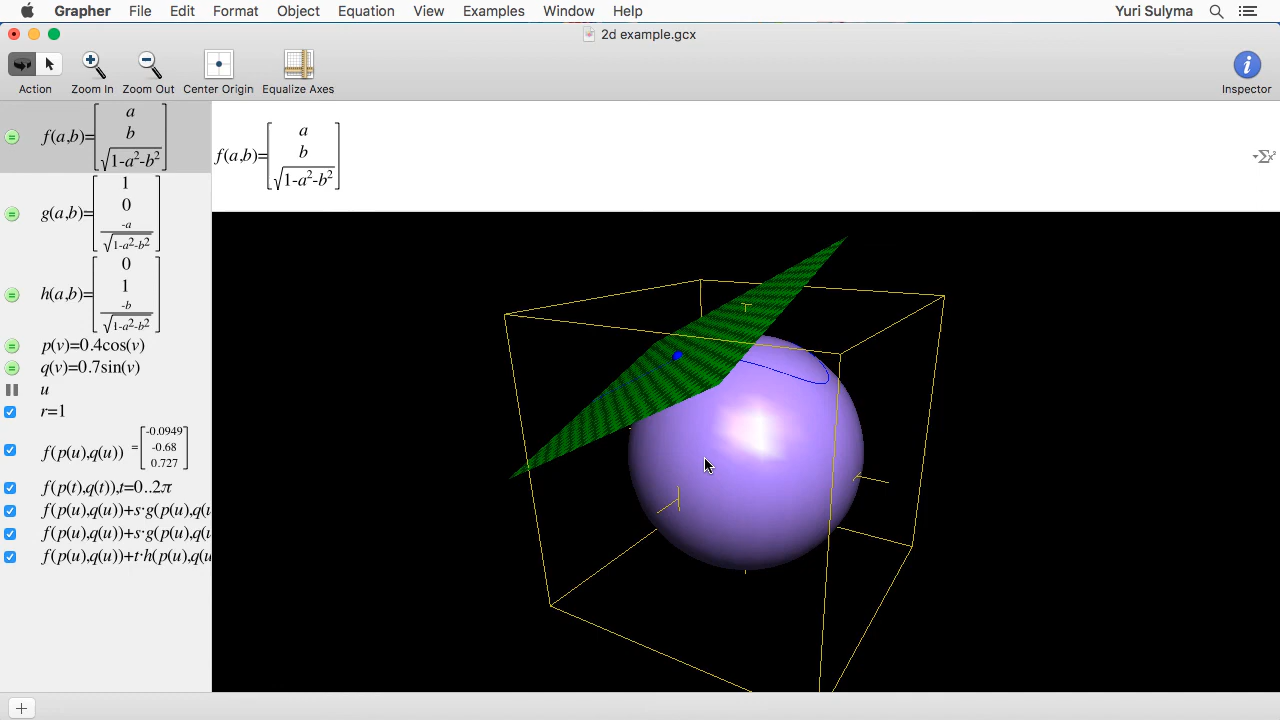 Grapher File Edit Format Object Equation View Examples Window Help Yuri Sulyma
2d example.gcx
Action Zoom In Zoom Out Center Origin Equalize Axes Inspector
f(a,b)=[a
b
√1-a²-b²]
g(a,b)=[1
0
-a/√1-a²-b²]
h(a,b)=[0
1
-b/√1-a²-b²]
p(v)=0.4cos(v)
q(v)=0.7sin(v)
u
r=1
f(p(u),q(u)) =[-0.0949
-0.68
0.727]
f(p(t),q(t)),t=0..2π
f(p(u),q(u))+s·g(p(u),q(u
f(p(u),q(u))+s·g(p(u),q(u
f(p(u),q(u))+t·h(p(u),q(u
f(a,b)=[a
b
√1-a²-b²]
Σx²